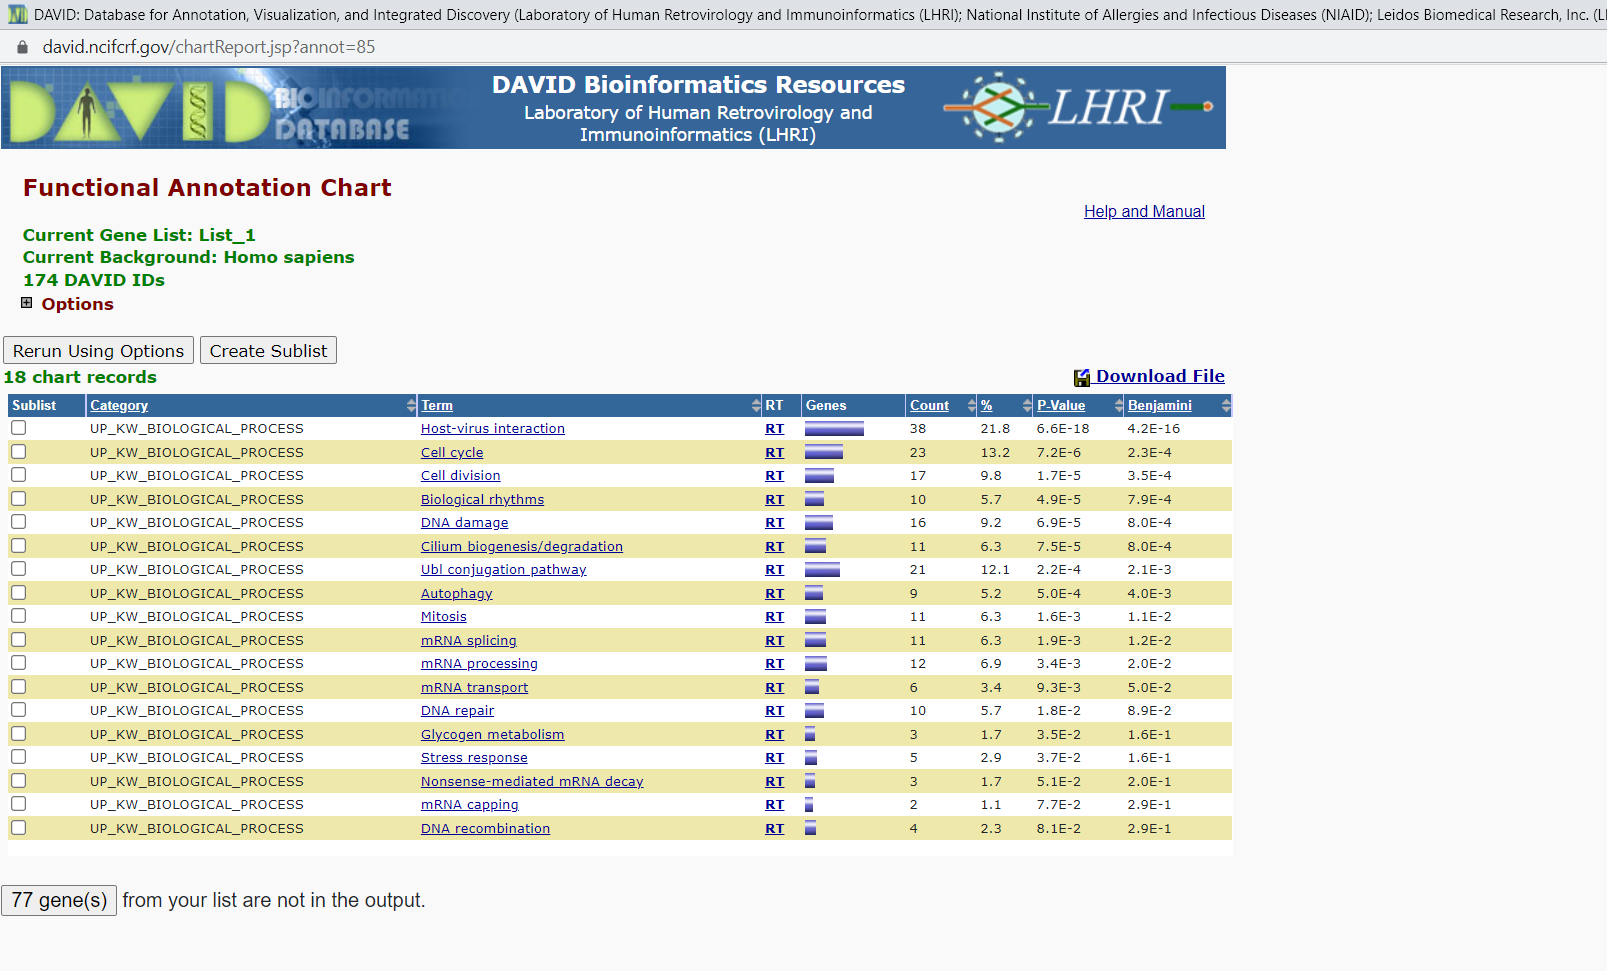 DAVID: Database for Annotation, Visualization, and Integrated Discovery (Laboratory of Human Retrovirology and Immunoinformatics (LHRI); National Institute of Allergies and Infectious Diseases (NIAID); Leidos Biomedical Research, Inc. (L
david.ncifcrf.gov/chartReport.jsp?annot=85
DAVID BIOINFORMATICS DATABASE
DAVID Bioinformatics Resources
Laboratory of Human Retrovirology and
Immunoinformatics (LHRI)
LHRI
Functional Annotation Chart
Help and Manual
Current Gene List: List_1
Current Background: Homo sapiens
174 DAVID IDs
Options
Rerun Using Options Create Sublist
18 chart records Download File
Sublist Category Term RT Genes Count % P-Value Benjamini
UP_KW_BIOLOGICAL_PROCESS Host-virus interaction RT 38 21.8 6.6E-18 4.2E-16
UP_KW_BIOLOGICAL_PROCESS Cell cycle RT 23 13.2 7.2E-6 2.3E-4
UP_KW_BIOLOGICAL_PROCESS Cell division RT 17 9.8 1.7E-5 3.5E-4
UP_KW_BIOLOGICAL_PROCESS Biological rhythms RT 10 5.7 4.9E-5 7.9E-4
UP_KW_BIOLOGICAL_PROCESS DNA damage RT 16 9.2 6.9E-5 8.0E-4
UP_KW_BIOLOGICAL_PROCESS Cilium biogenesis/degradation RT 11 6.3 7.5E-5 8.0E-4
UP_KW_BIOLOGICAL_PROCESS Ubl conjugation pathway RT 21 12.1 2.2E-4 2.1E-3
UP_KW_BIOLOGICAL_PROCESS Autophagy RT 9 5.2 5.0E-4 4.0E-3
UP_KW_BIOLOGICAL_PROCESS Mitosis RT 11 6.3 1.6E-3 1.1E-2
UP_KW_BIOLOGICAL_PROCESS mRNA splicing RT 11 6.3 1.9E-3 1.2E-2
UP_KW_BIOLOGICAL_PROCESS mRNA processing RT 12 6.9 3.4E-3 2.0E-2
UP_KW_BIOLOGICAL_PROCESS mRNA transport RT 6 3.4 9.3E-3 5.0E-2
UP_KW_BIOLOGICAL_PROCESS DNA repair RT 10 5.7 1.8E-2 8.9E-2
UP_KW_BIOLOGICAL_PROCESS Glycogen metabolism RT 3 1.7 3.5E-2 1.6E-1
UP_KW_BIOLOGICAL_PROCESS Stress response RT 5 2.9 3.7E-2 1.6E-1
UP_KW_BIOLOGICAL_PROCESS Nonsense-mediated mRNA decay RT 3 1.7 5.1E-2 2.0E-1
UP_KW_BIOLOGICAL_PROCESS mRNA capping RT 2 1.1 7.7E-2 2.9E-1
UP_KW_BIOLOGICAL_PROCESS DNA recombination RT 4 2.3 8.1E-2 2.9E-1
77 gene(s) from your list are not in the output.